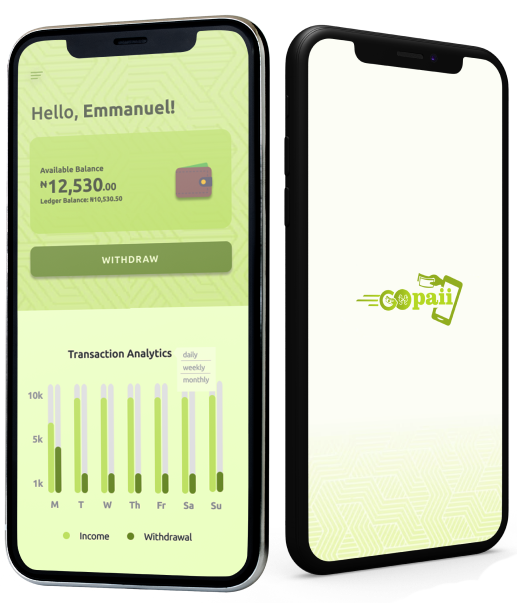 Hello, Emmanuel!
Available Balance
₦12,530.00
Ledger Balance: ₦10,530.50
WITHDRAW
Transaction Analytics
daily
weekly
monthly
10k
5k
1k
M T W Th Fr Sa Su
Income Withdrawal
GOpaii